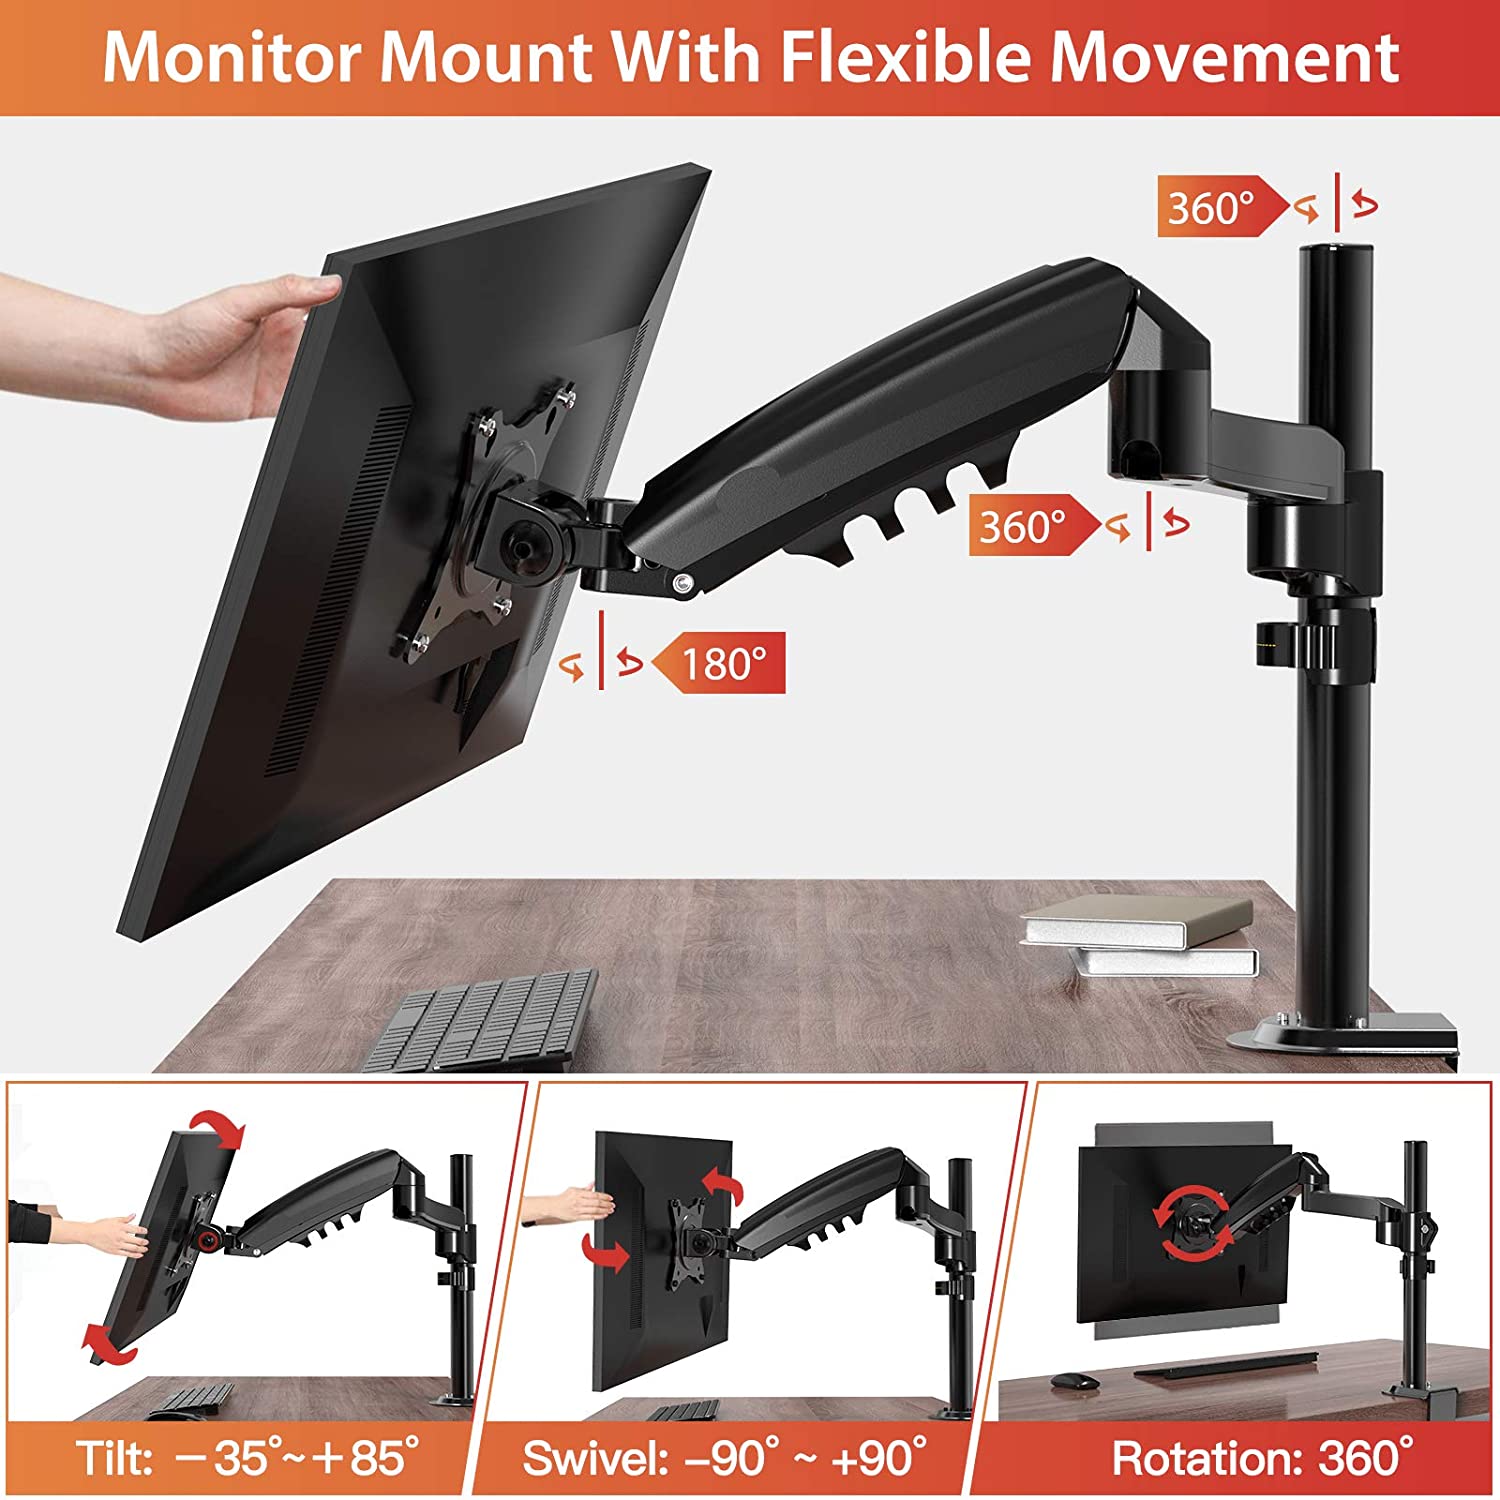 Monitor Mount With Flexible Movement
360°
360°
180°
Tilt: －35°~＋85°
Swivel: －90° ~ +90°
Rotation: 360°